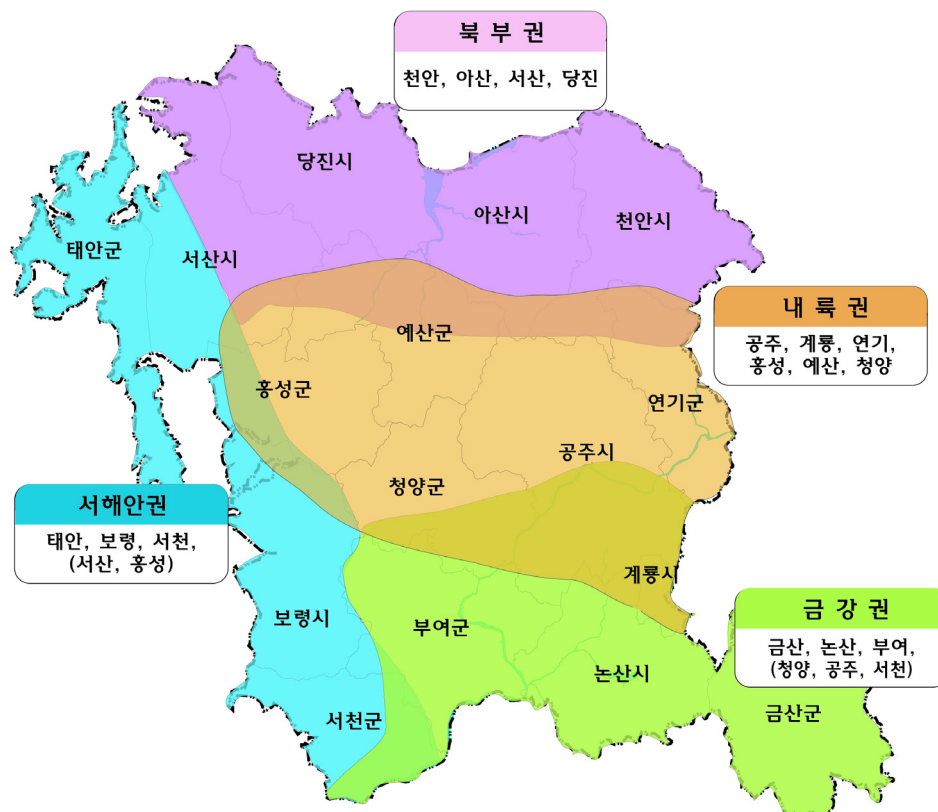 북부권
천안, 아산, 서산, 당진
당진시
아산시
천안시
태안군
서산시
내륙권
공주, 계룡, 연기,
홍성, 예산, 청양
예산군
홍성군
연기군
공주시
청양군
서해안권
태안, 보령, 서천,
(서산, 홍성)
계룡시
보령시
부여군
금강권
금산, 논산, 부여,
(청양, 공주, 서천)
논산시
서천군
금산군